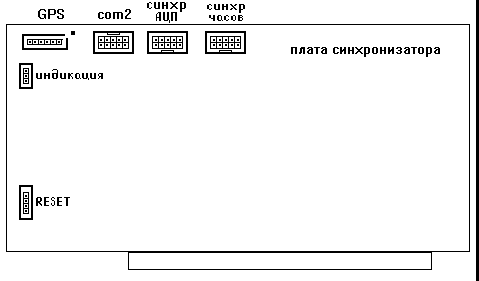 GPS
com2
синхр
АЦП
синхр
часов
плата синхронизатора
индикация
RESET